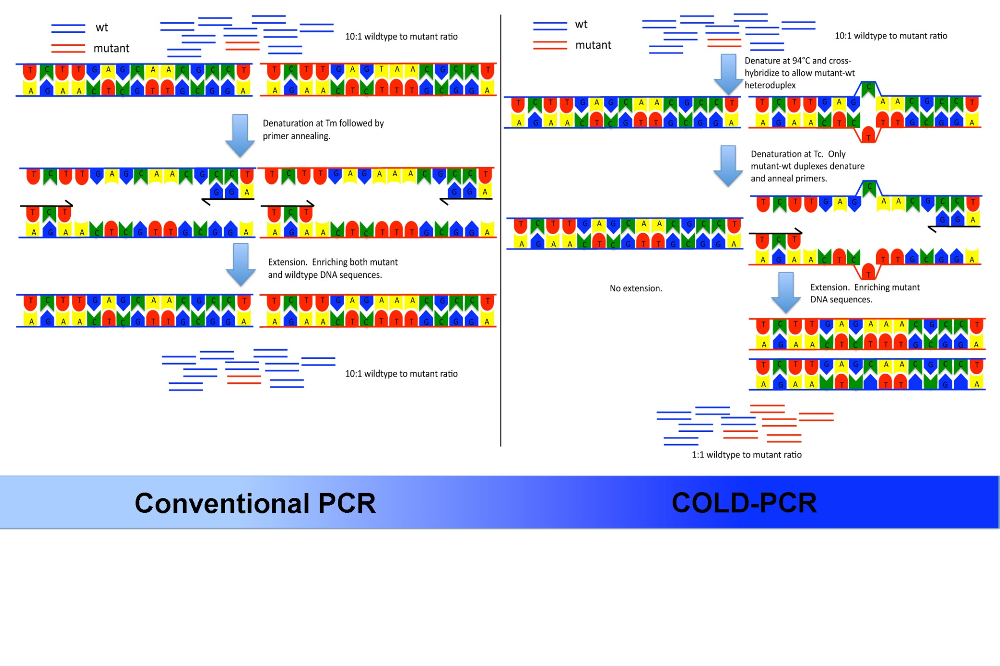 wt
mutant
10:1 wildtype to mutant ratio
T C T T G A G C A A C G C C T
A G A A C T C G T T G C G G A
T C T T G A G T A A C G C C T
A G A A C T C T T T G C G G A
Denaturation at Tm followed by
primer annealing.
T C T T G A G C A A C G C C T
G G A
T C T
A G A A C T C G T T G C G G A
T C T T G A G A A A C G C C T
G G A
T C T
A G A A C T C T T T G C G G A
Extension. Enriching both mutant
and wildtype DNA sequences.
T C T T G A G C A A C G C C T
A G A A C T C G T T G C G G A
T C T T G A G A A A C G C C T
A G A A C T C T T T G C G G A
10:1 wildtype to mutant ratio
wt
mutant
10:1 wildtype to mutant ratio
Denature at 94°C and cross-
hybridize to allow mutant-wt
heteroduplex
T C T T G A G C A A C G C C T
A G A A C T C G T T G C G G A
C
T C T T G A G A A C G C C T
A G A A C T C T T G C G G A
T
Denaturation at Tc. Only
mutant-wt duplexes denature
and anneal primers.
T C T T G A G C A A C G C C T
A G A A C T C G T T G C G G A
C
T C T T G A G A A C G C C T
G G A
T C T
A G A A C T C T T G C G G A
T
No extension.
Extension. Enriching mutant
DNA sequences.
T C T T G A G A A A C G C C T
A G A A C T C T T T G C G G A
T C T T G A G C A A C G C C T
A G A A T T T G A
1:1 wildtype to mutant ratio
Conventional PCR
COLD-PCR